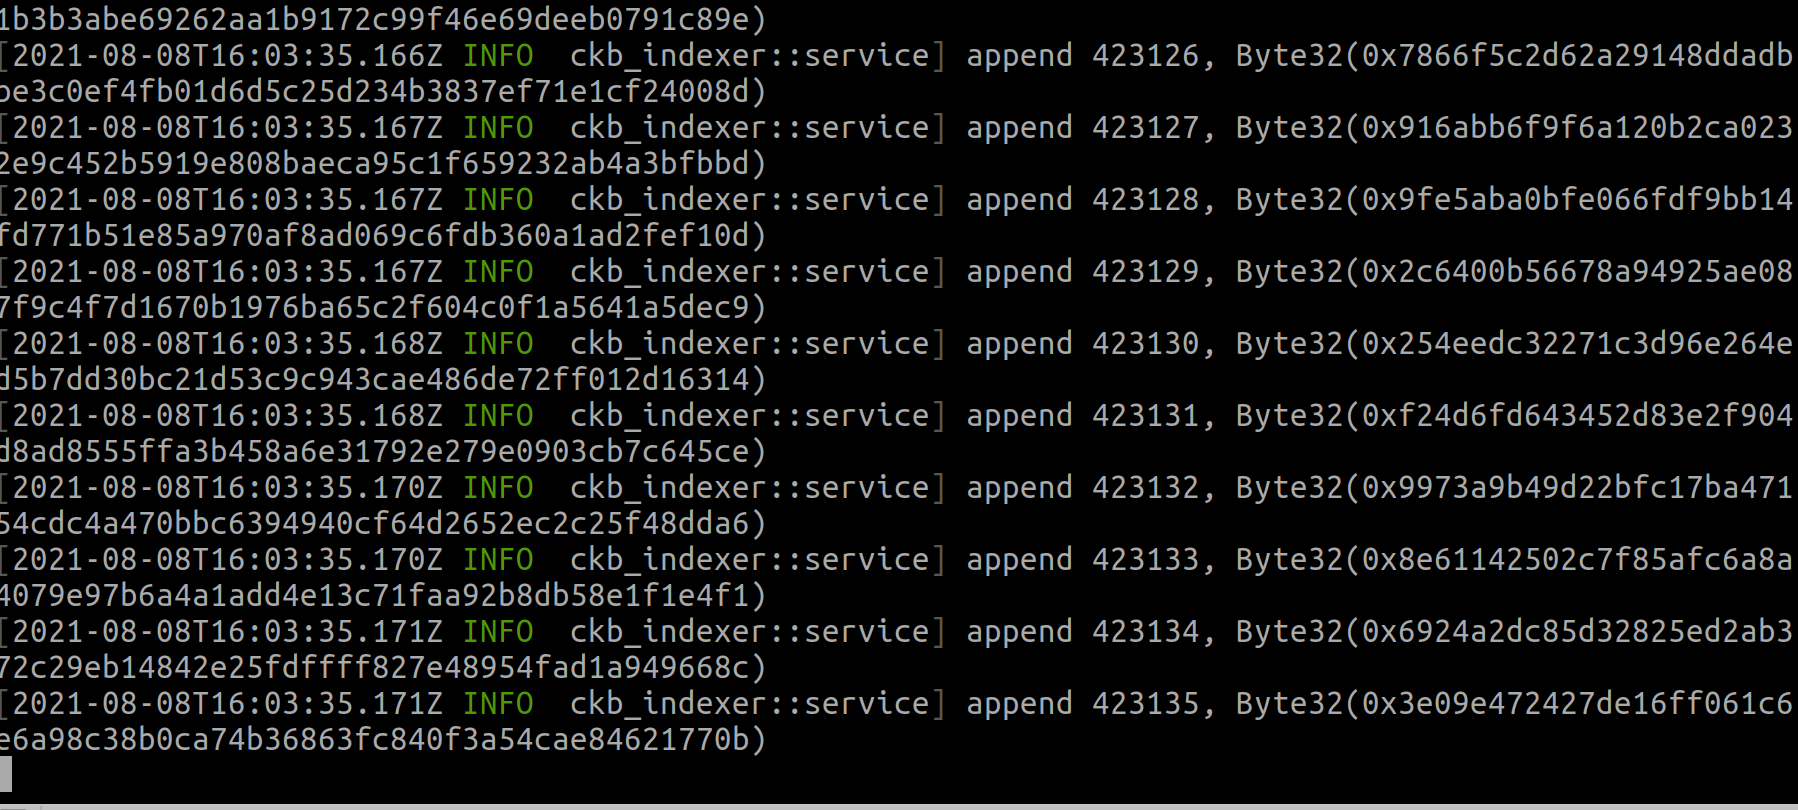 1b3b3abe69262aa1b9172c99f46e69deeb0791c89e)
[2021-08-08T16:03:35.166Z INFO  ckb_indexer::service] append 423126, Byte32(0x7866f5c2d62a29148ddadb
be3c0ef4fb01d6d5c25d234b3837ef71e1cf24008d)
[2021-08-08T16:03:35.167Z INFO  ckb_indexer::service] append 423127, Byte32(0x916abb6f9f6a120b2ca023
2e9c452b5919e808baeca95c1f659232ab4a3bfbbd)
[2021-08-08T16:03:35.167Z INFO  ckb_indexer::service] append 423128, Byte32(0x9fe5aba0bfe066fdf9bb14
fd771b51e85a970af8ad069c6fdb360a1ad2fef10d)
[2021-08-08T16:03:35.167Z INFO  ckb_indexer::service] append 423129, Byte32(0x2c6400b56678a94925ae08
7f9c4f7d1670b1976ba65c2f604c0f1a5641a5dec9)
[2021-08-08T16:03:35.168Z INFO  ckb_indexer::service] append 423130, Byte32(0x254eedc32271c3d96e264e
d5b7dd30bc21d53c9c943cae486de72ff012d16314)
[2021-08-08T16:03:35.168Z INFO  ckb_indexer::service] append 423131, Byte32(0xf24d6fd643452d83e2f904
d8ad8555ffa3b458a6e31792e279e0903cb7c645ce)
[2021-08-08T16:03:35.170Z INFO  ckb_indexer::service] append 423132, Byte32(0x9973a9b49d22bfc17ba471
54cdc4a470bbc6394940cf64d2652ec2c25f48dda6)
[2021-08-08T16:03:35.170Z INFO  ckb_indexer::service] append 423133, Byte32(0x8e61142502c7f85afc6a8a
4079e97b6a4a1add4e13c71faa92b8db58e1f1e4f1)
[2021-08-08T16:03:35.171Z INFO  ckb_indexer::service] append 423134, Byte32(0x6924a2dc85d32825ed2ab3
72c29eb14842e25fdffff827e48954fad1a949668c)
[2021-08-08T16:03:35.171Z INFO  ckb_indexer::service] append 423135, Byte32(0x3e09e472427de16ff061c6
e6a98c38b0ca74b36863fc840f3a54cae84621770b)